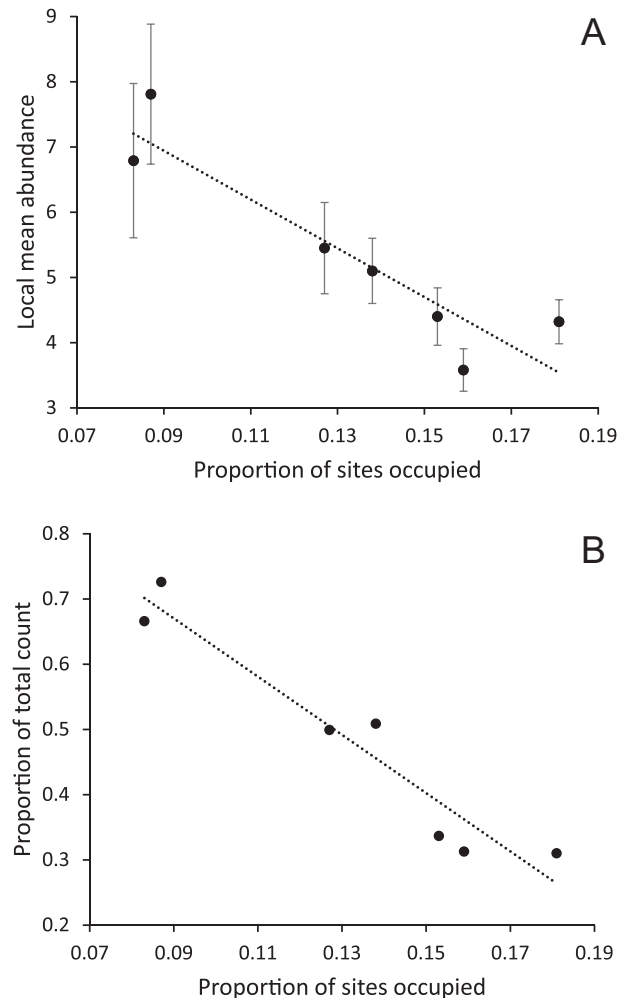 A
9
8
7
6
5
4
3
Local mean abundance
0.07 0.09 0.11 0.13 0.15 0.17 0.19
Proportion of sites occupied
B
0.8
0.7
0.6
0.5
0.4
0.3
0.2
Proportion of total count
0.07 0.09 0.11 0.13 0.15 0.17 0.19
Proportion of sites occupied